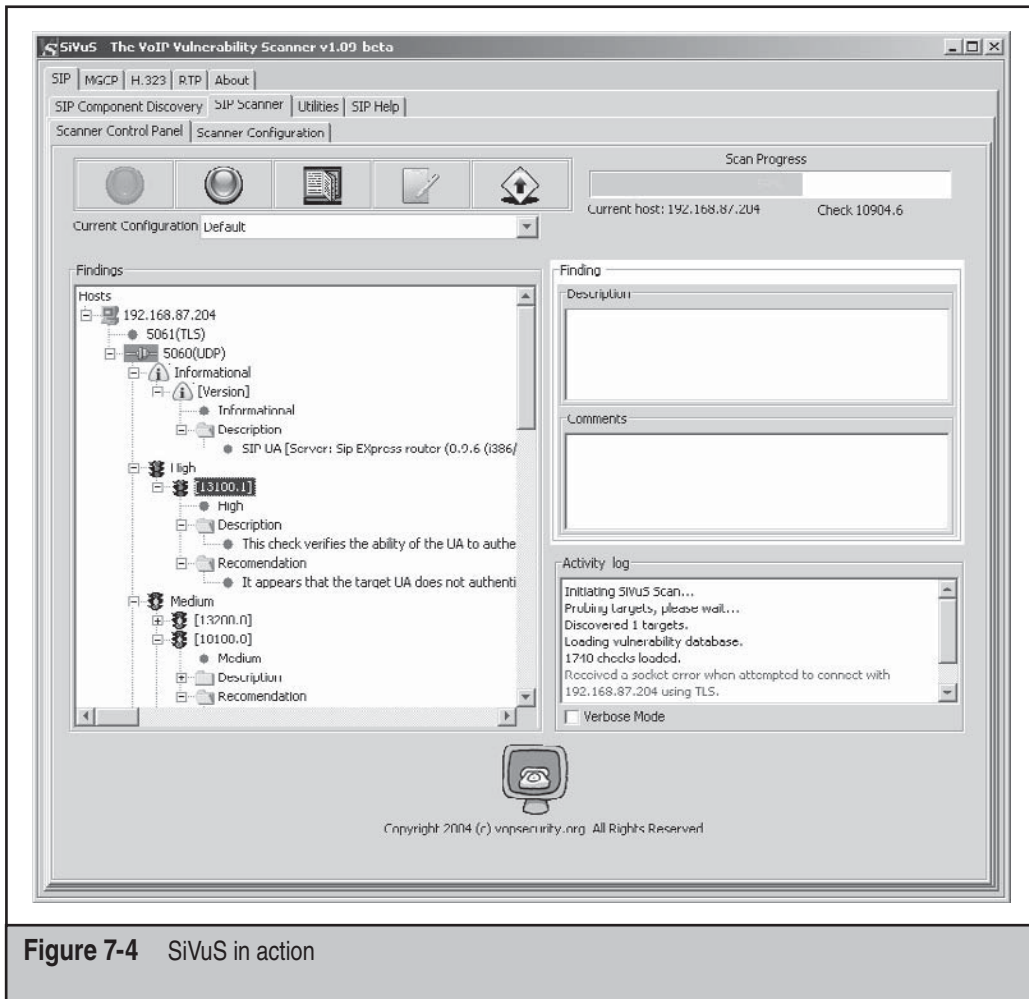 SiVuS The VoIP Vulnerability Scanner v1.09 beta
SIP MGCP H.323 RTP About
SIP Component Discovery SIP Scanner Utilities SIP Help
Scanner Control Panel Scanner Configuration
Scan Progress
Current host: 192.168.87.204 Check 10904.6
Current Configuration Default
Findings
Hosts
192.168.87.204
5061(TLS)
5060(UDP)
Informational
[Version]
Informational
Description
SIP UA [Server: Sip EXpress router (0.9.6 (i386/
High
[13100.1]
High
Description
This check verifies the ability of the UA to authe
Recomendation
It appears that the target UA does not authenti
Medium
[13200.0]
[10100.0]
Medium
Description
Recomendation
Finding
Description
Comments
Activity log
Initiating SiVuS Scan...
Probing targets, please wait...
Discovered 1 targets.
Loading vulnerability database.
1740 checks loaded.
Received a socket error when attempted to connect with
192.168.87.204 using TLS.
Verbose Mode
Copyright 2004 (c) vopsecurity.org All Rights Reserved
Figure 7-4 SiVuS in action